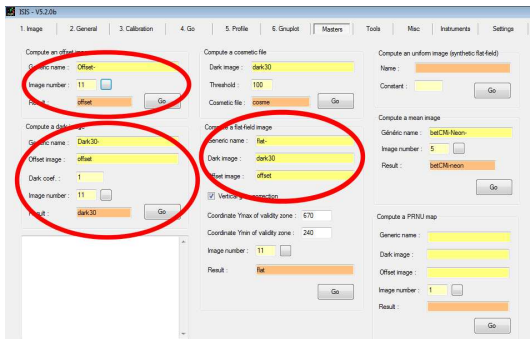 ISIS - V5.2.0b
1. Image 2. General 3. Calibration 4. Go 5. Profile 6. Gnuplot Masters Tools Misc Instruments Settings
Compute an offset image
Generic name : Offset-
Image number : 11
Result : offset Go
Compute a dark image
Generic name : Dark30-
Offset image : offset
Dark coef. : 1
Image number : 11
Result : dark30 Go
Compute a cosmetic file
Dark image : dark30
Threshold : 100
Cosmetic file : cosme Go
Compute a flat-field image
Generic name : flat-
Dark image : dark30
Offset image : offset
Vertical correction
Coordinate Ymax of validity zone : 670
Coordinate Ymin of validity zone : 240
Image number : 11
Result : flat
Go
Compute an uniform image (synthetic flat-field)
Name :
Constant : Go
Compute a mean image
Généric name : betCMi-Neon-
Image number : 5
Result : betCMi-neon
Go
Compute a PRNU map
Generic name :
Dark image :
Offset image :
Image number : 1
Result :
Go